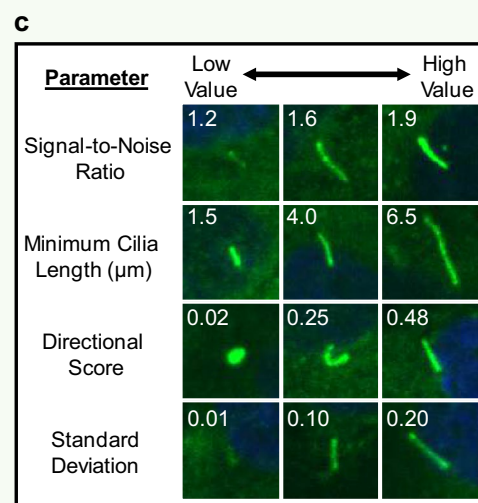 c
Parameter
Low Value
High Value
Signal-to-Noise Ratio
1.2 1.6 1.9
Minimum Cilia Length (µm)
1.5 4.0 6.5
Directional Score
0.02 0.25 0.48
Standard Deviation
0.01 0.10 0.20